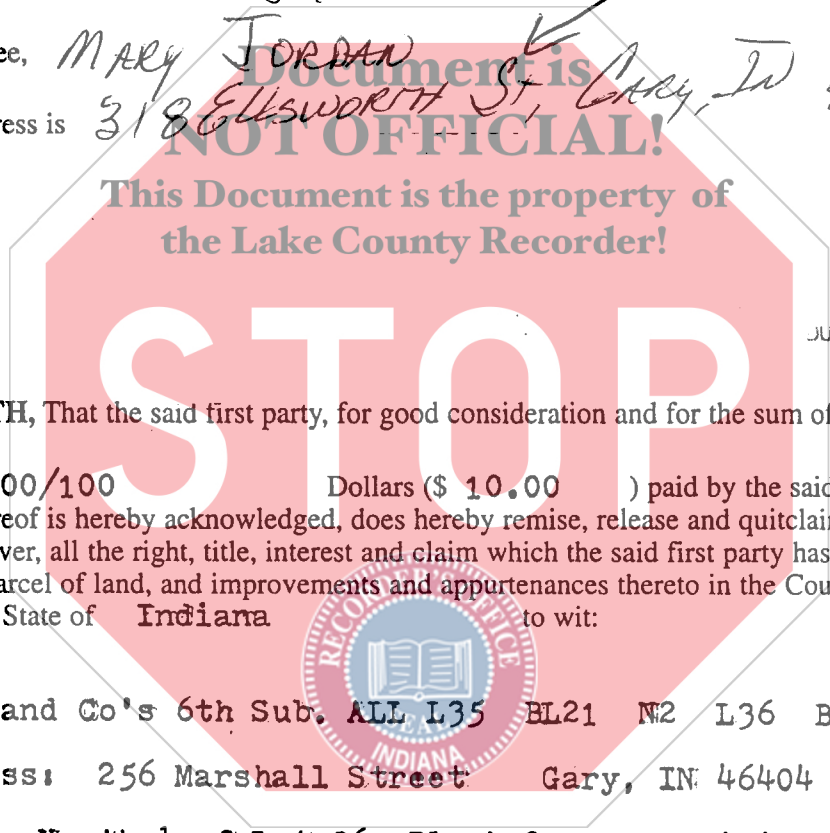 ee, MARY JORDAN
Document is
ress is 318 ELLSWORTH St, GARY, IN
NOT OFFICIAL!
This Document is the property of
the Lake County Recorder!
STOP
TH, That the said first party, for good consideration and for the sum of
00/100 Dollars ($ 10.00 ) paid by the said
reof is hereby acknowledged, does hereby remise, release and quitclaim
ver, all the right, title, interest and claim which the said first party has
arcel of land, and improvements and appurtenances thereto in the Cou
State of Indiana to wit:
RECORDER'S OFFICE
SEAL
INDIANA
and Co's 6th Sub. ALL L35 BL21 N2 L36 B
ss: 256 Marshall Street Gary, IN 46404